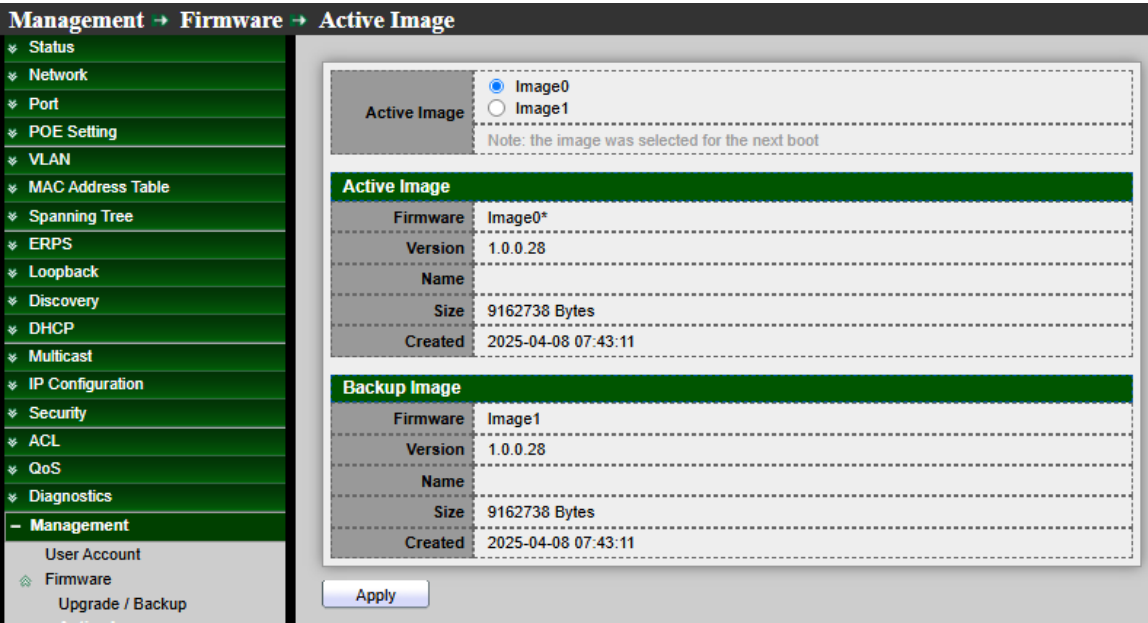 Management → Firmware → Active Image
Status
Network
Port
POE Setting
VLAN
MAC Address Table
Spanning Tree
ERPS
Loopback
Discovery
DHCP
Multicast
IP Configuration
Security
ACL
QoS
Diagnostics
Management
User Account
Firmware
Upgrade / Backup
Active Image
Image0
Image1
Note: the image was selected for the next boot
Active Image
Firmware Image0*
Version 1.0.0.28
Name
Size 9162738 Bytes
Created 2025-04-08 07:43:11
Backup Image
Firmware Image1
Version 1.0.0.28
Name
Size 9162738 Bytes
Created 2025-04-08 07:43:11
Apply